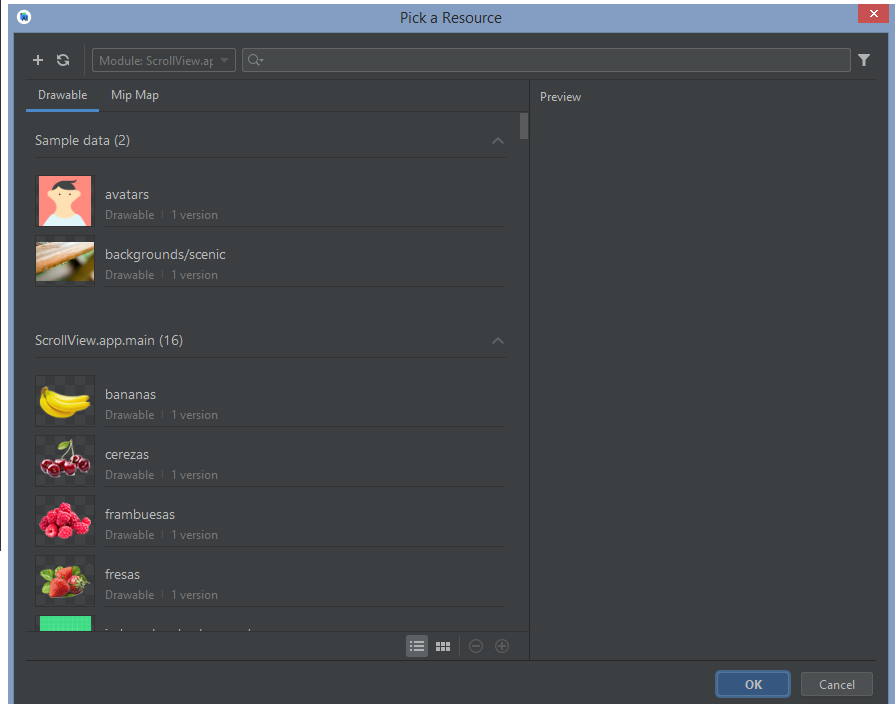 Pick a Resource
Module: ScrollView.ap
Drawable Mip Map
Preview
Sample data (2)
avatars
Drawable | 1 version
backgrounds/scenic
Drawable | 1 version
ScrollView.app.main (16)
bananas
Drawable | 1 version
cerezas
Drawable | 1 version
frambuesas
Drawable | 1 version
fresas
Drawable | 1 version
OK Cancel